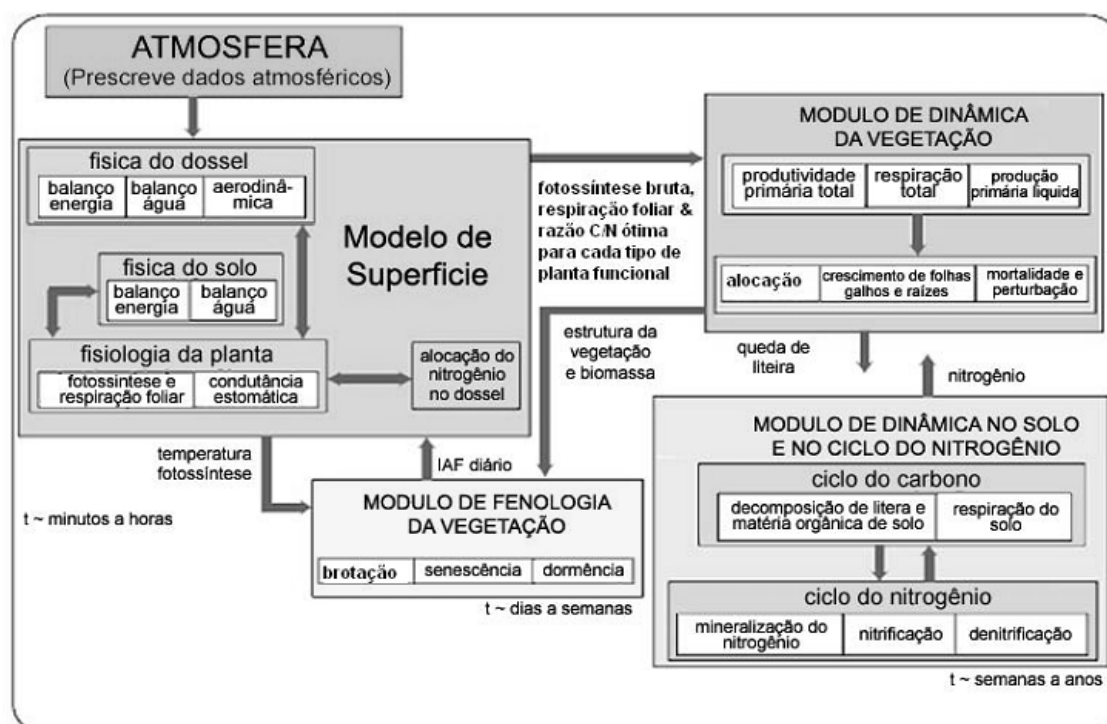 ATMOSFERA
(Prescreve dados atmosféricos)
fisica do dossel
balanço
energia
balanço
águá
aerodinâ-
mica
Modelo de
Superficie
fisica do solo
balanço
energia
balanço
águá
fisiologia da planta
fotossintese e
respiração foliar
condutância
estomática
alocação do
nitrogênio
no dossel
fotossíntese bruta,
respiração foliar &
razão C/N ótima
para cada tipo de
planta funcional
MODULO DE DINÂMICA
DA VEGETAÇÃO
produtividade
primária total
respiração
total
produção
primária liquida
alocação
crescimento de folhas
galhos e raízes
mortalidade e
perturbação
estrutura da
vegetação
e biomassa
queda de
liteira
nitrogênio
temperatura
fotossíntese
IAF diário
t ~ minutos a horas
MODULO DE FENOLOGIA
DA VEGETAÇÃO
brotação
senescência
dormência
t ~ dias a semanas
MODULO DE DINÂMICA NO SOLO
E NO CICLO DO NITROGÊNIO
ciclo do carbono
decomposição de litera e
matéria orgânica de solo
respiração do
solo
ciclo do nitrogênio
mineralização do
nitrogênio
nitrificação
denitrificação
t ~ semanas a anos